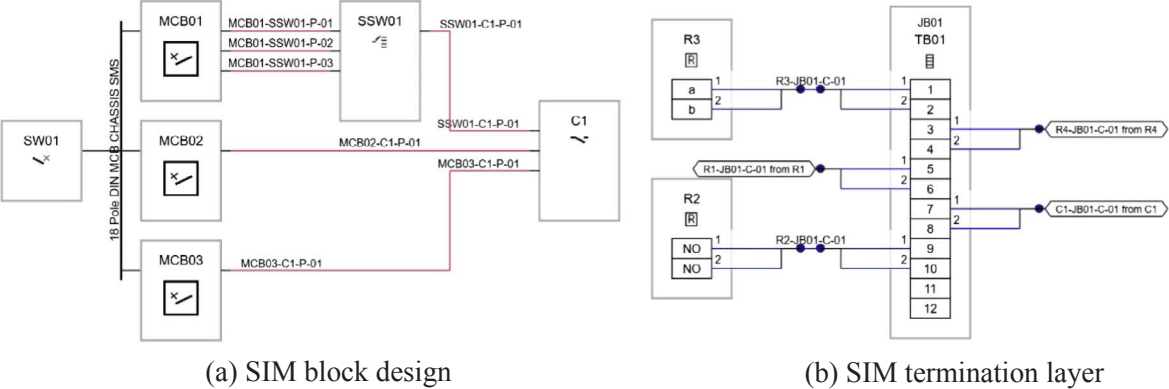 MCB01
MCB01-SSW01-P-01
MCB01-SSW01-P-02
MCB01-SSW01-P-03
SSW01
SSW01-C1-P-01
18 Pole DIN MCB CHASSIS SMS
SW01
MCB02
MCB02-C1-P-01
SSW01-C1-P-01
MCB03-C1-P-01
C1
MCB03
MCB03-C1-P-01
(a) SIM block design
R3
R
a
b
1
2
R3-JB01-C-01
JB01
TB01
1
2
1
2
3
4
5
6
7
8
9
10
11
12
1
2
R4-JB01-C-01 from R4
R1-JB01-C-01 from R1
1
2
1
2
C1-JB01-C-01 from C1
R2
R
NO
NO
1
2
R2-JB01-C-01
1
2
(b) SIM termination layer